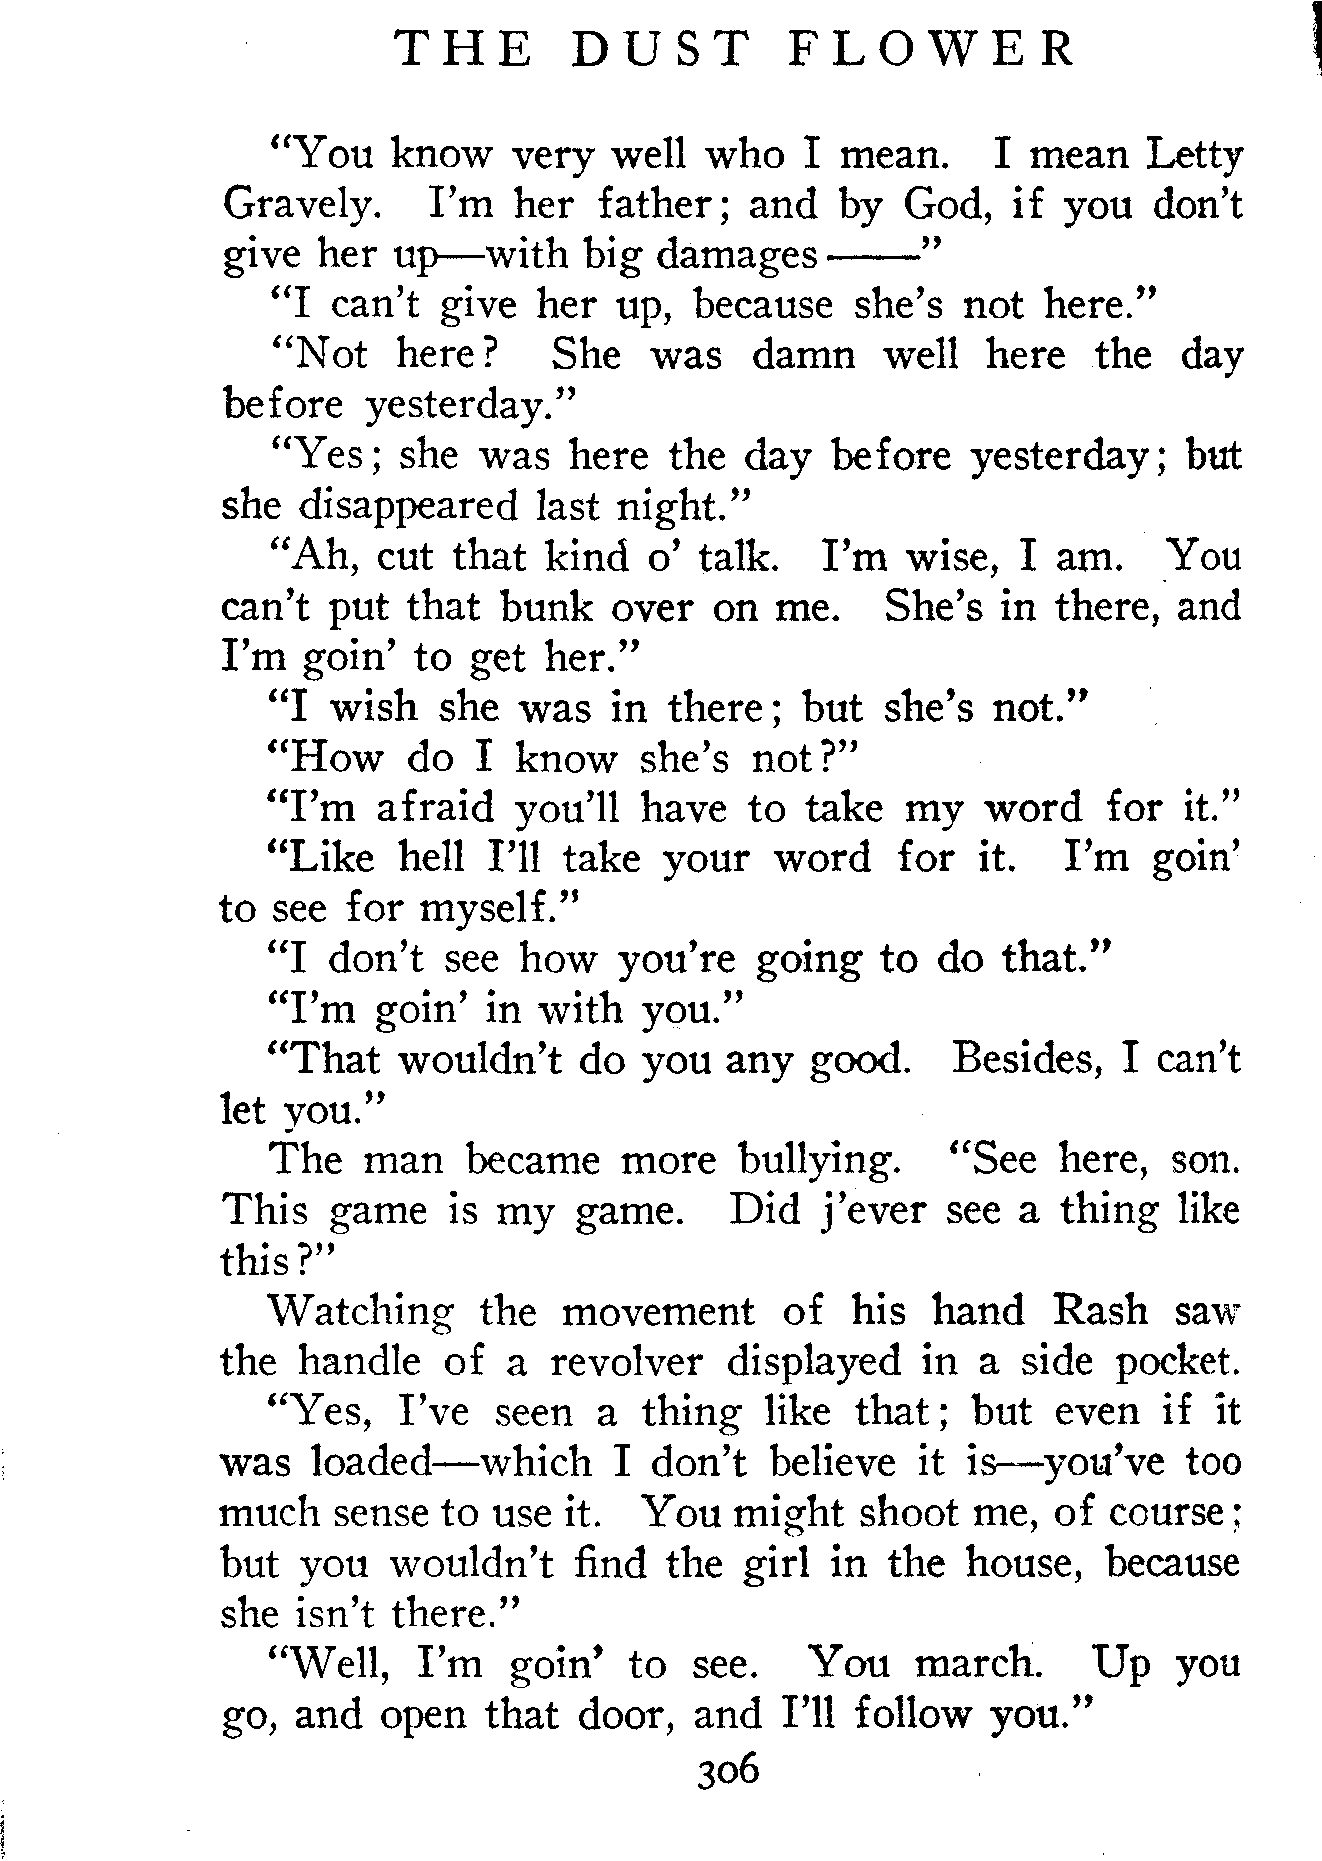 THE DUST FLOWER
"You know very well who I mean. I mean Letty
Gravely. I'm her father; and by God, if you don't
give her up—with big damages ——"
"I can't give her up, because she's not here."
"Not here? She was damn well here the day
before yesterday."
"Yes; she was here the day before yesterday; but
she disappeared last night."
"Ah, cut that kind o' talk. I'm wise, I am. You
can't put that bunk over on me. She's in there, and
I'm goin' to get her."
"I wish she was in there; but she's not."
"How do I know she's not?"
"I'm afraid you'll have to take my word for it."
"Like hell I'll take your word for it. I'm goin'
to see for myself."
"I don't see how you're going to do that."
"I'm goin' in with you."
"That wouldn't do you any good. Besides, I can't
let you."
The man became more bullying. "See here, son.
This game is my game. Did j'ever see a thing like
this?"
Watching the movement of his hand Rash saw
the handle of a revolver displayed in a side pocket.
"Yes, I've seen a thing like that; but even if it
was loaded—which I don't believe it is—you've too
much sense to use it. You might shoot me, of course;
but you wouldn't find the girl in the house, because
she isn't there."
"Well, I'm goin' to see. You march. Up you
go, and open that door, and I'll follow you."
306